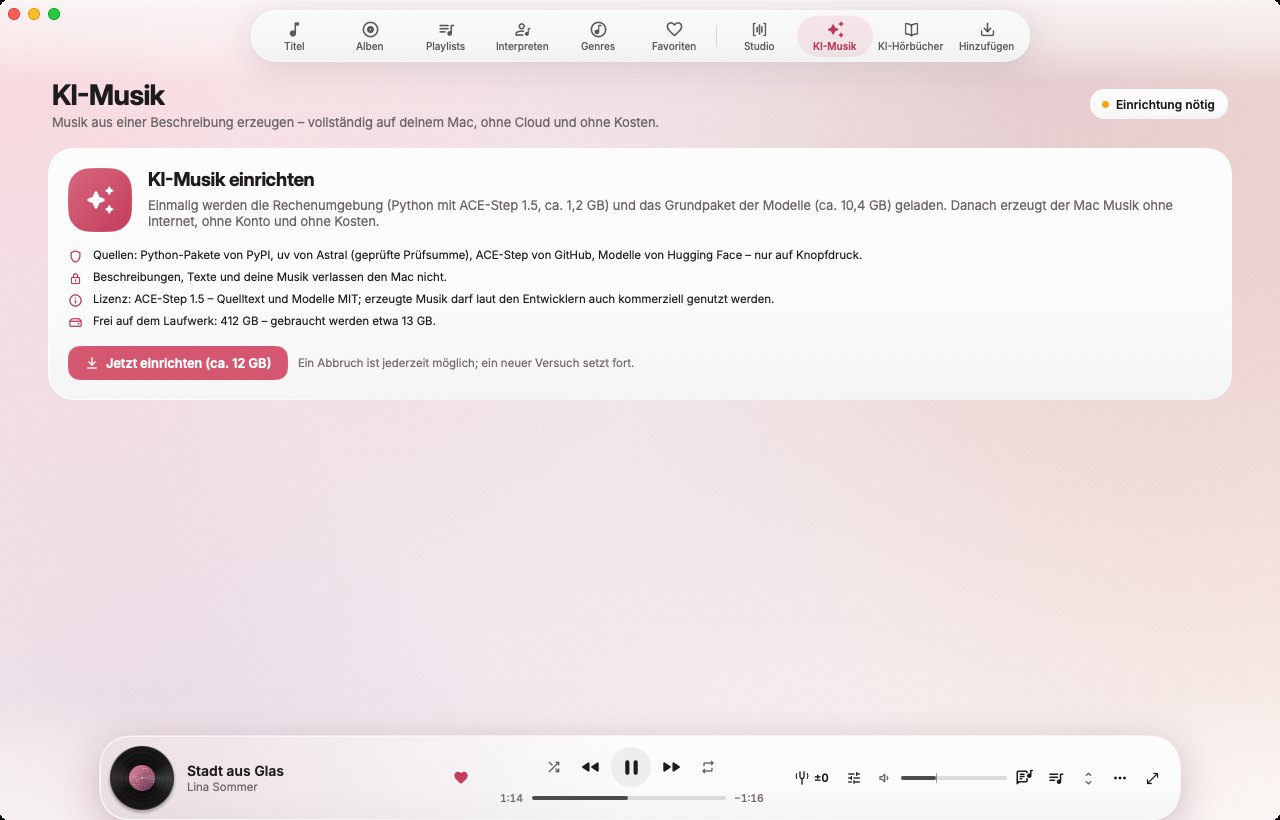 Titel
Alben
Playlists
Interpreten
Genres
Favoriten
Studio
KI-Musik
KI-Hörbücher
Hinzufügen
KI-Musik
Musik aus einer Beschreibung erzeugen – vollständig auf deinem Mac, ohne Cloud und ohne Kosten.
Einrichtung nötig
KI-Musik einrichten
Einmalig werden die Rechenumgebung (Python mit ACE-Step 1.5, ca. 1,2 GB) und das Grundpaket der Modelle (ca. 10,4 GB) geladen. Danach erzeugt der Mac Musik ohne
Internet, ohne Konto und ohne Kosten.
Quellen: Python-Pakete von PyPI, uv von Astral (geprüfte Prüfsumme), ACE-Step von GitHub, Modelle von Hugging Face – nur auf Knopfdruck.
Beschreibungen, Texte und deine Musik verlassen den Mac nicht.
Lizenz: ACE-Step 1.5 – Quelltext und Modelle MIT; erzeugte Musik darf laut den Entwicklern auch kommerziell genutzt werden.
Frei auf dem Laufwerk: 412 GB – gebraucht werden etwa 13 GB.
Jetzt einrichten (ca. 12 GB)
Ein Abbruch ist jederzeit möglich; ein neuer Versuch setzt fort.
Stadt aus Glas
Lina Sommer
1:14
−1:16
±0